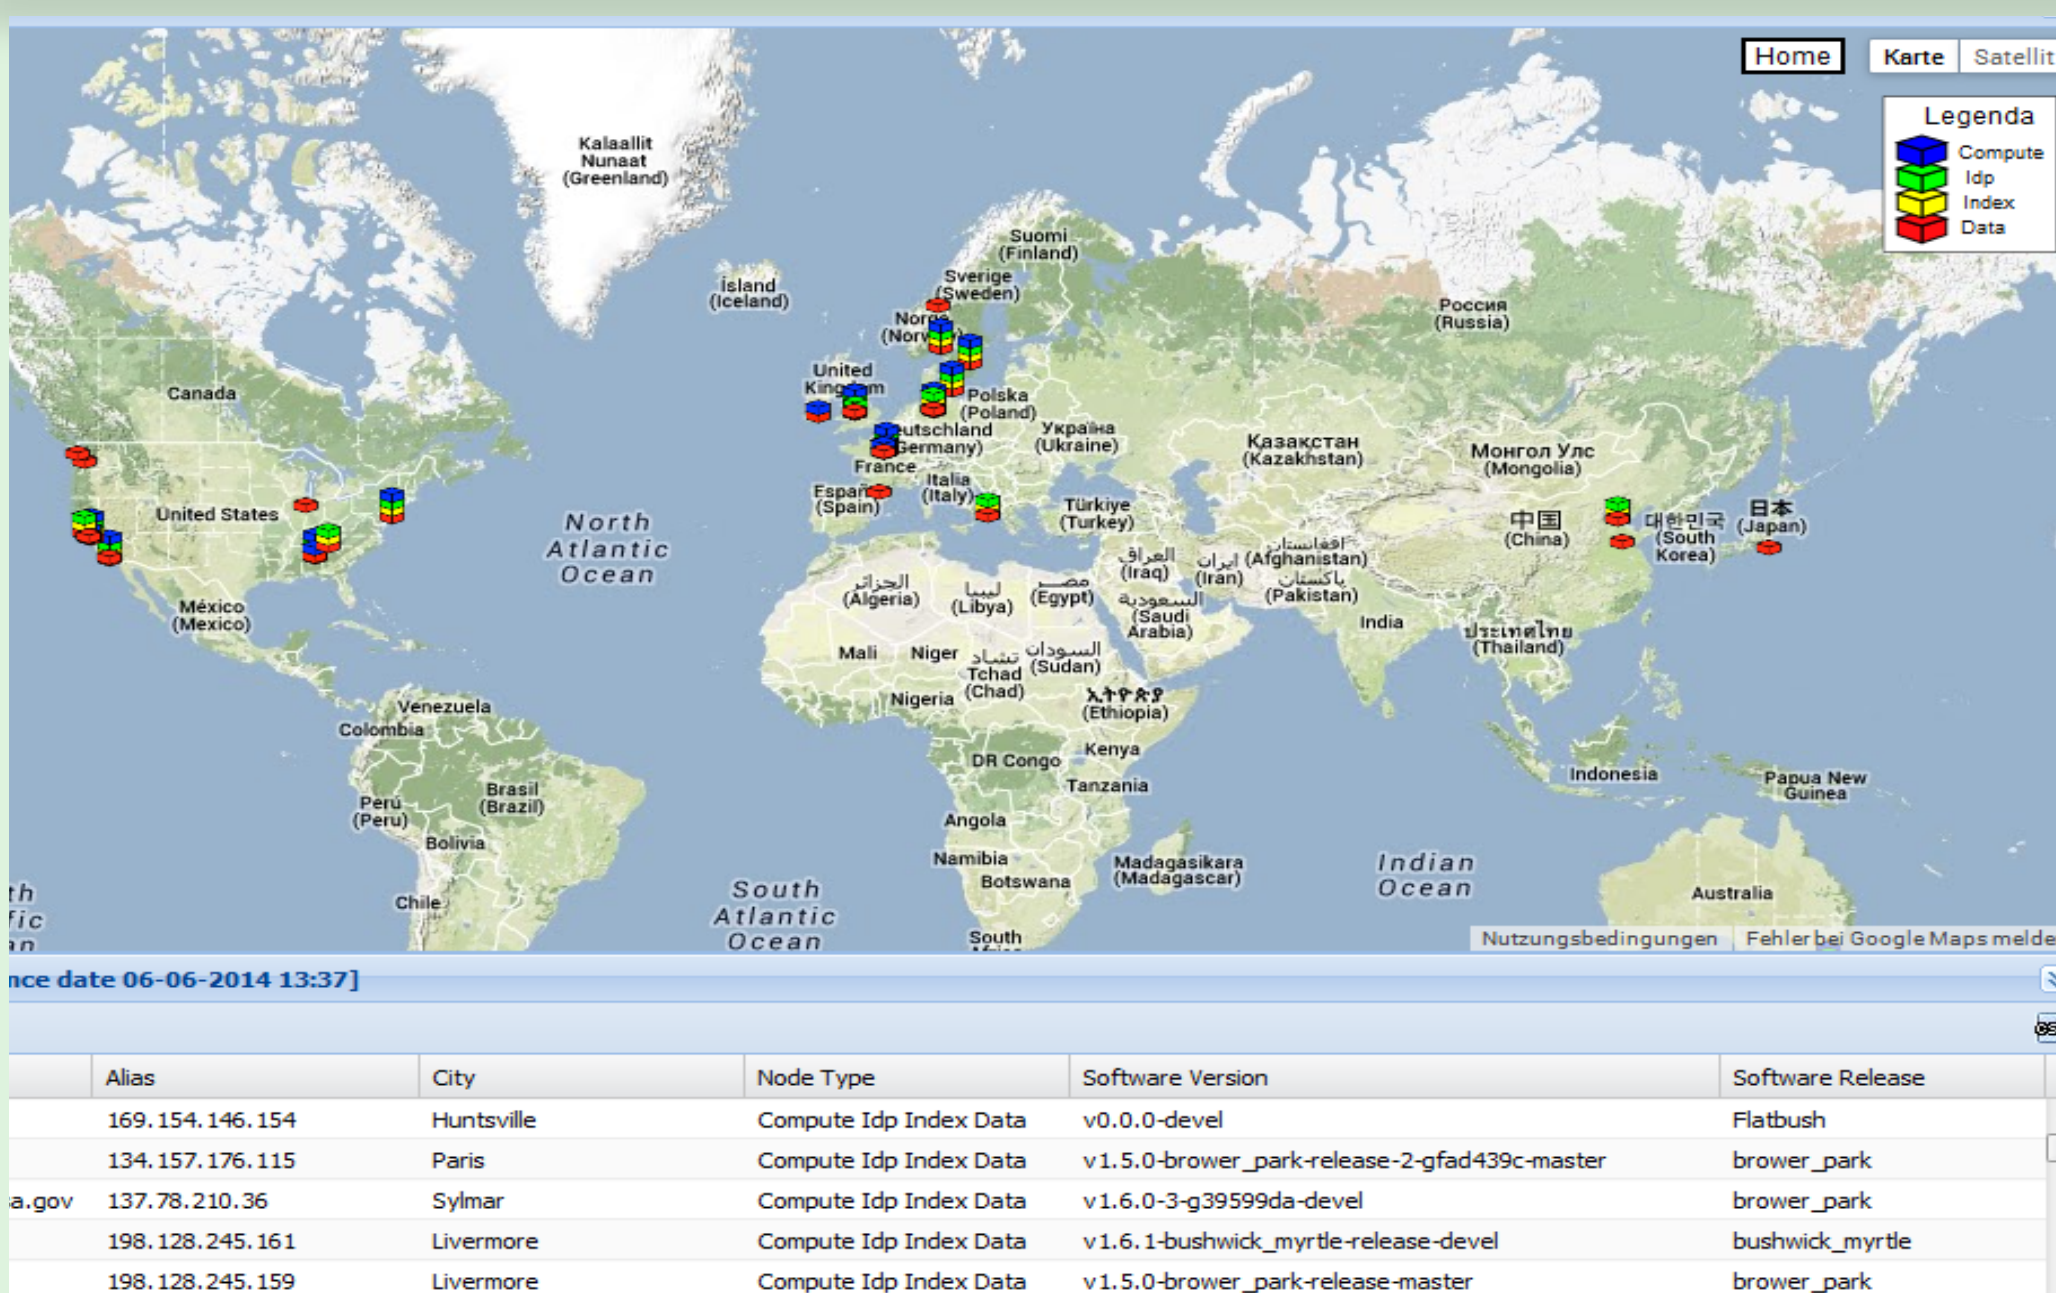 Home
Karte
Satellit
Legenda
Compute
Idp
Index
Data
Kalaallit
Nunaat
(Greenland)
Suomi
(Finland)
Ísland
(Iceland)
Sverige
(Sweden)
Россия
(Russia)
United
Canada
Polska
(Poland)
Україна
(Ukraine)
Қазақстан
(Kazakhstan)
Монгол Улс
(Mongolia)
France
Italia
(Italy)
(Spain)
Türkiye
(Turkey)
United States
North
Atlantic
Ocean
中国
(China)
대한민국
(South
Korea)
日本
(Japan)
العراق
(Iraq)
ایران
(Iran)
افغانستان
(Afghanistan)
پاکستان
(Pakistan)
الجزائر
(Algeria)
ليبيا
(Libya)
مصر
(Egypt)
السعودية
(Saudi
Arabia)
México
(Mexico)
India
ประเทศไทย
(Thailand)
Mali
Niger
تشاد
Tchad
(Chad)
السودان
(Sudan)
Nigeria
ኢትዮጵያ
(Ethiopia)
Venezuela
Colombia
DR Congo
Kenya
Tanzania
Indonesia
Papua New
Guinea
Brasil
(Brazil)
Perú
(Peru)
Bolivia
Angola
Namibia
Botswana
Madagasikara
(Madagascar)
Indian
Ocean
Australia
Chile
South
Atlantic
Ocean
South
Nutzungsbedingungen
Fehler bei Google Maps melde
nce date 06-06-2014 13:37]
Alias City Node Type Software Version Software Release
169.154.146.154 Huntsville Compute Idp Index Data v0.0.0-devel Flatbush
134.157.176.115 Paris Compute Idp Index Data v1.5.0-brower_park-release-2-gfad439c-master brower_park
a.gov 137.78.210.36 Sylmar Compute Idp Index Data v1.6.0-3-g39599da-devel brower_park
198.128.245.161 Livermore Compute Idp Index Data v1.6.1-bushwick_myrtle-release-devel bushwick_myrtle
198.128.245.159 Livermore Compute Idp Index Data v1.5.0-brower_park-release-master brower_park